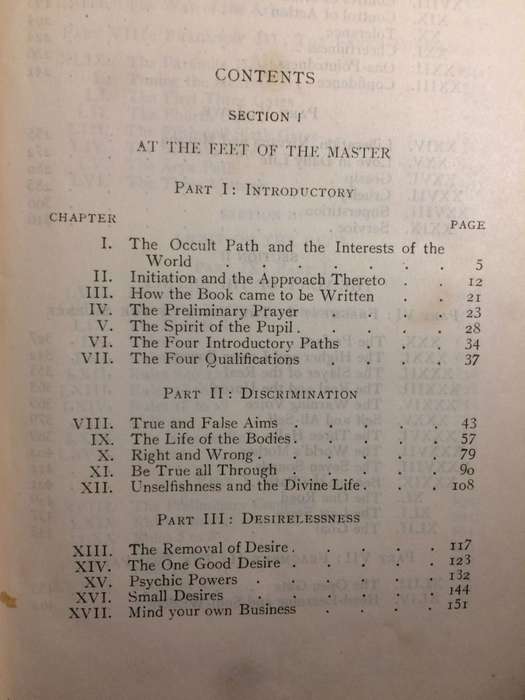 CONTENTS
SECTION I
AT THE FEET OF THE MASTER
PART I: INTRODUCTORY
CHAPTER PAGE
I. The Occult Path and the Interests of the
World . . . . . . . 5
II. Initiation and the Approach Thereto . . 12
III. How the Book came to be Written . . 21
IV. The Preliminary Prayer . . . . 23
V. The Spirit of the Pupil . . . . . 28
VI. The Four Introductory Paths . . . 34
VII. The Four Qualifications . . . . 37
PART II: DISCRIMINATION
VIII. True and False Aims . . . . . 43
IX. The Life of the Bodies . . . . . 57
X. Right and Wrong . . . . . . 79
XI. Be True all Through . . . . . 90
XII. Unselfishness and the Divine Life . . . 108
PART III: DESIRELESSNESS
XIII. The Removal of Desire . . . . . 117
XIV. The One Good Desire . . . . . 123
XV. Psychic Powers . . . . . . 132
XVI. Small Desires . . . . . . 144
XVII. Mind your own Business . . . . 151